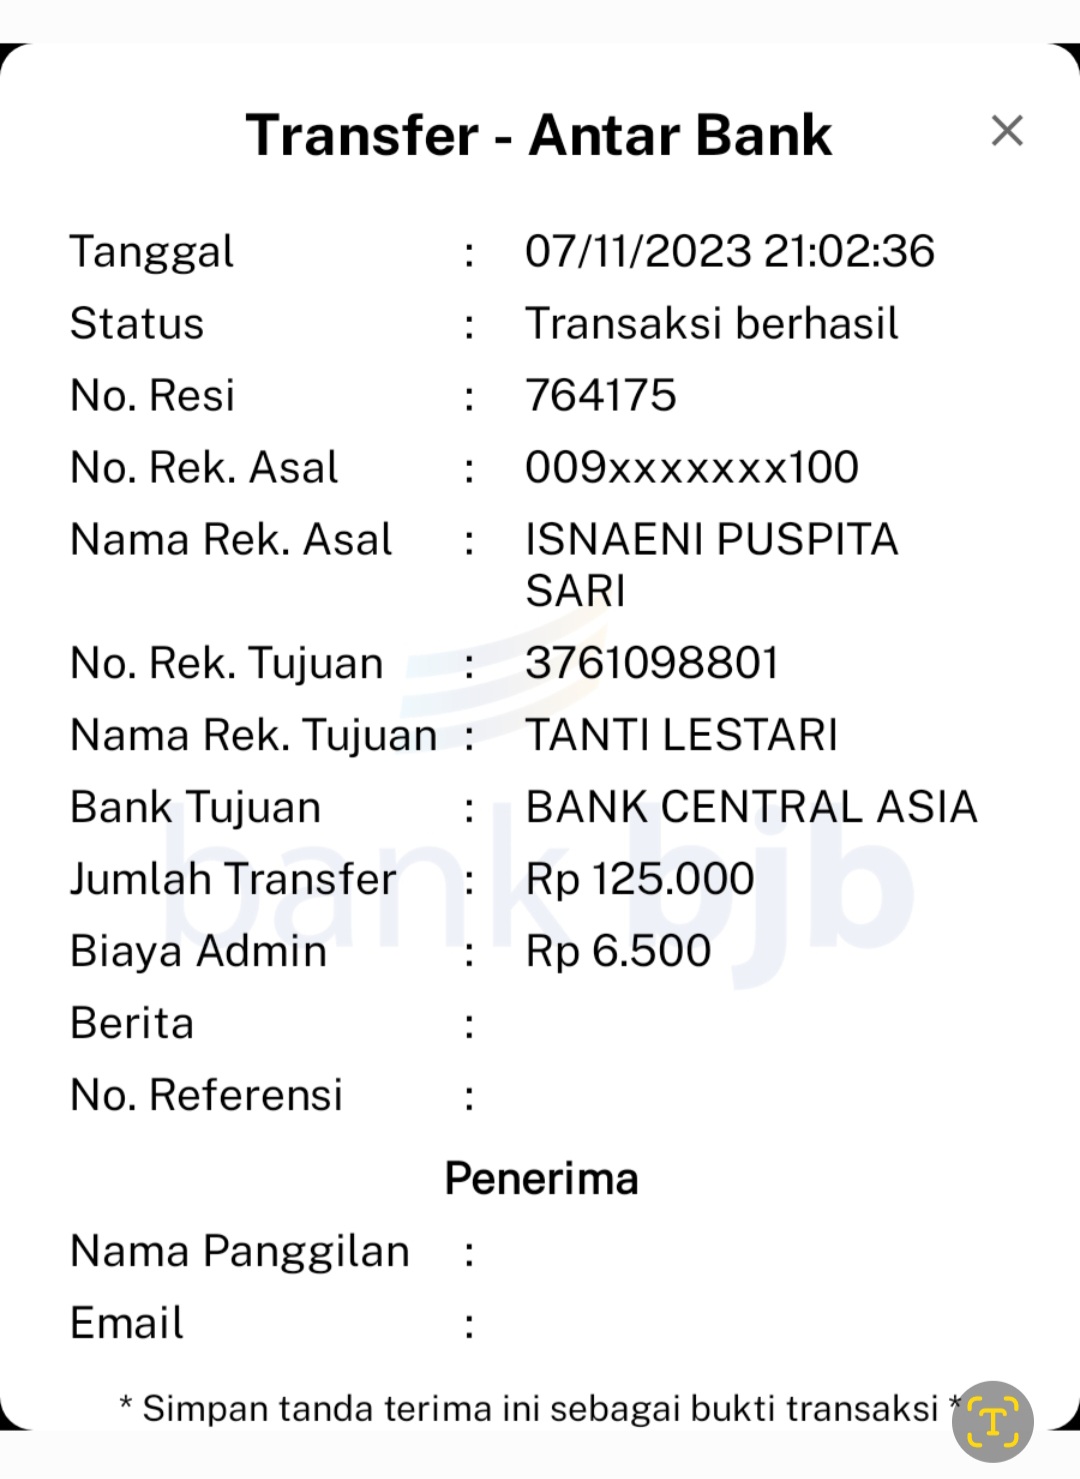 Transfer - Antar Bank
Tanggal : 07/11/2023 21:02:36
Status : Transaksi berhasil
No. Resi : 764175
No. Rek. Asal : 009xxxxxxx100
Nama Rek. Asal : ISNAENI PUSPITA
SARI
No. Rek. Tujuan : 3761098801
Nama Rek. Tujuan : TANTI LESTARI
Bank Tujuan : BANK CENTRAL ASIA
Jumlah Transfer : Rp 125.000
Biaya Admin : Rp 6.500
Berita :
No. Referensi :
Penerima
Nama Panggilan :
Email :
* Simpan tanda terima ini sebagai bukti transaksi *
bank bjb
T